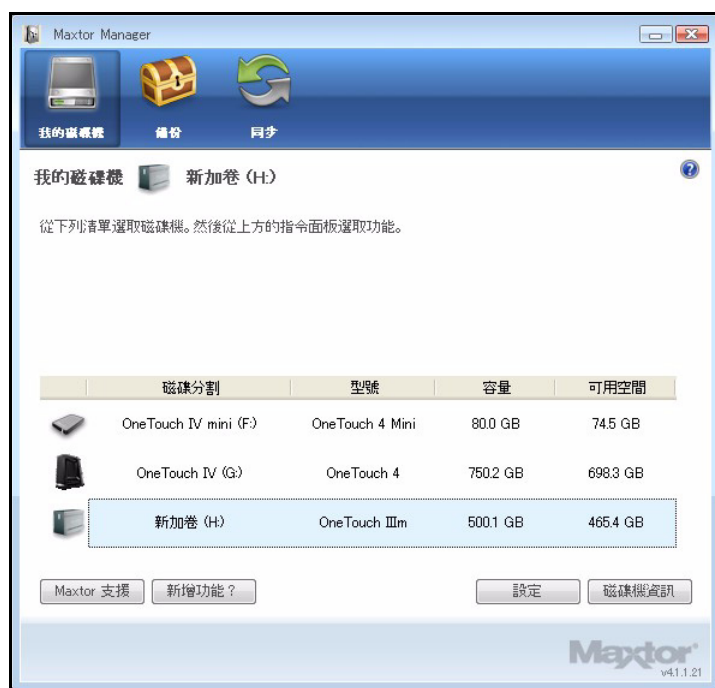 Maxtor Manager
我的磁碟機 備份 同步
我的磁碟機 新加卷 (H:)
從下列清單選取磁碟機。然後從上方的指令面板選取功能。
磁碟分割 型號 容量 可用空間
OneTouch IV mini (F:) OneTouch 4 Mini 80.0 GB 74.5 GB
OneTouch IV (G:) OneTouch 4 750.2 GB 698.3 GB
新加卷 (H:) OneTouch IIIm 500.1 GB 465.4 GB
Maxtor 支援 新增功能? 設定 磁碟機資訊
Maxtor
v4.1.1.21